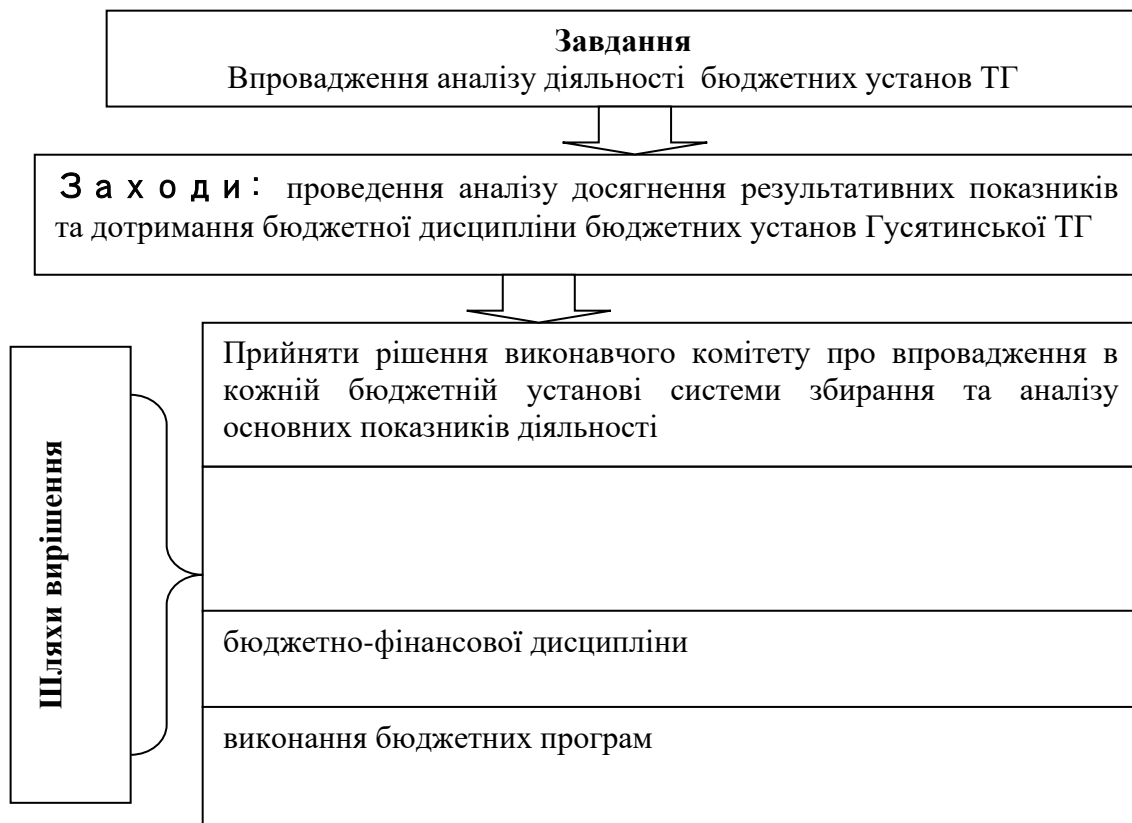 Завдання
Впровадження аналізу діяльності бюджетних установ ТГ
Заходи: проведення аналізу досягнення результативних показників
та дотримання бюджетної дисципліни бюджетних установ Гусятинської ТГ
Шляхи вирішення
Прийняти рішення виконавчого комітету про впровадження в
кожній бюджетній установі системи збирання та аналізу
основних показників діяльності
бюджетно-фінансової дисципліни
виконання бюджетних програм